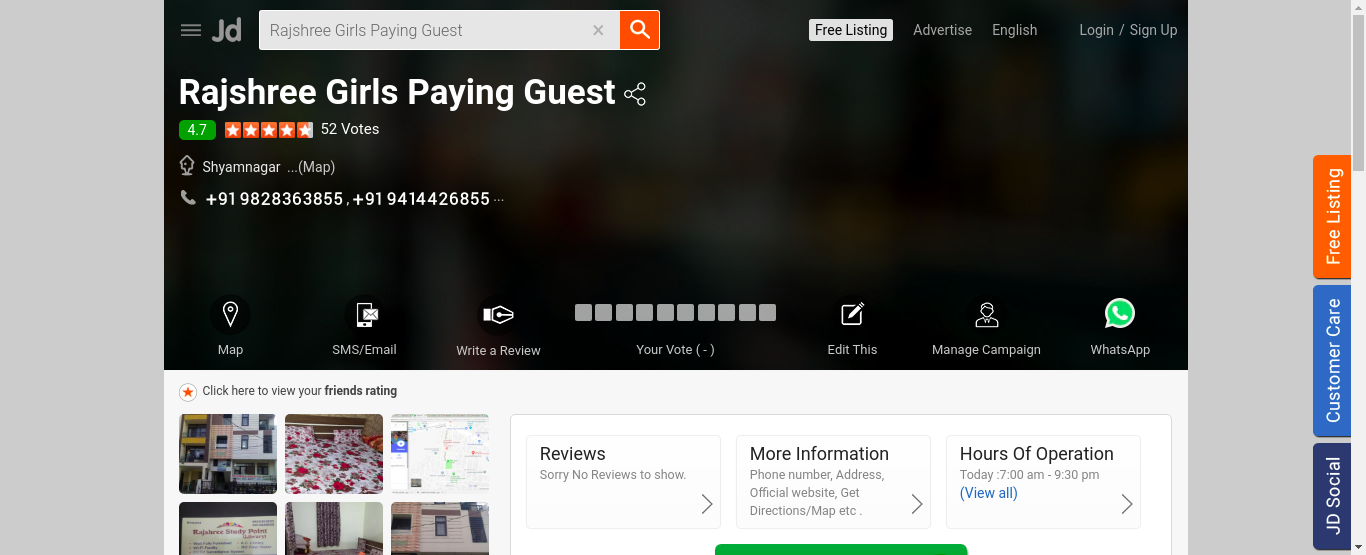 Jd
Rajshree Girls Paying Guest
Free Listing
Advertise
English
Login / Sign Up
Rajshree Girls Paying Guest
4.7
52 Votes
Shyamnagar ...(Map)
+91 9828363855 , +91 9414426855 ...
Map
SMS/Email
Write a Review
Your Vote ( - )
Edit This
Manage Campaign
WhatsApp
Click here to view your friends rating
Reviews
Sorry No Reviews to show.
More Information
Phone number, Address,
Official website, Get
Directions/Map etc .
Hours Of Operation
Today :7:00 am - 9:30 pm
(View all)
Rajshree Study Point
Free Listing
Customer Care
JD Social